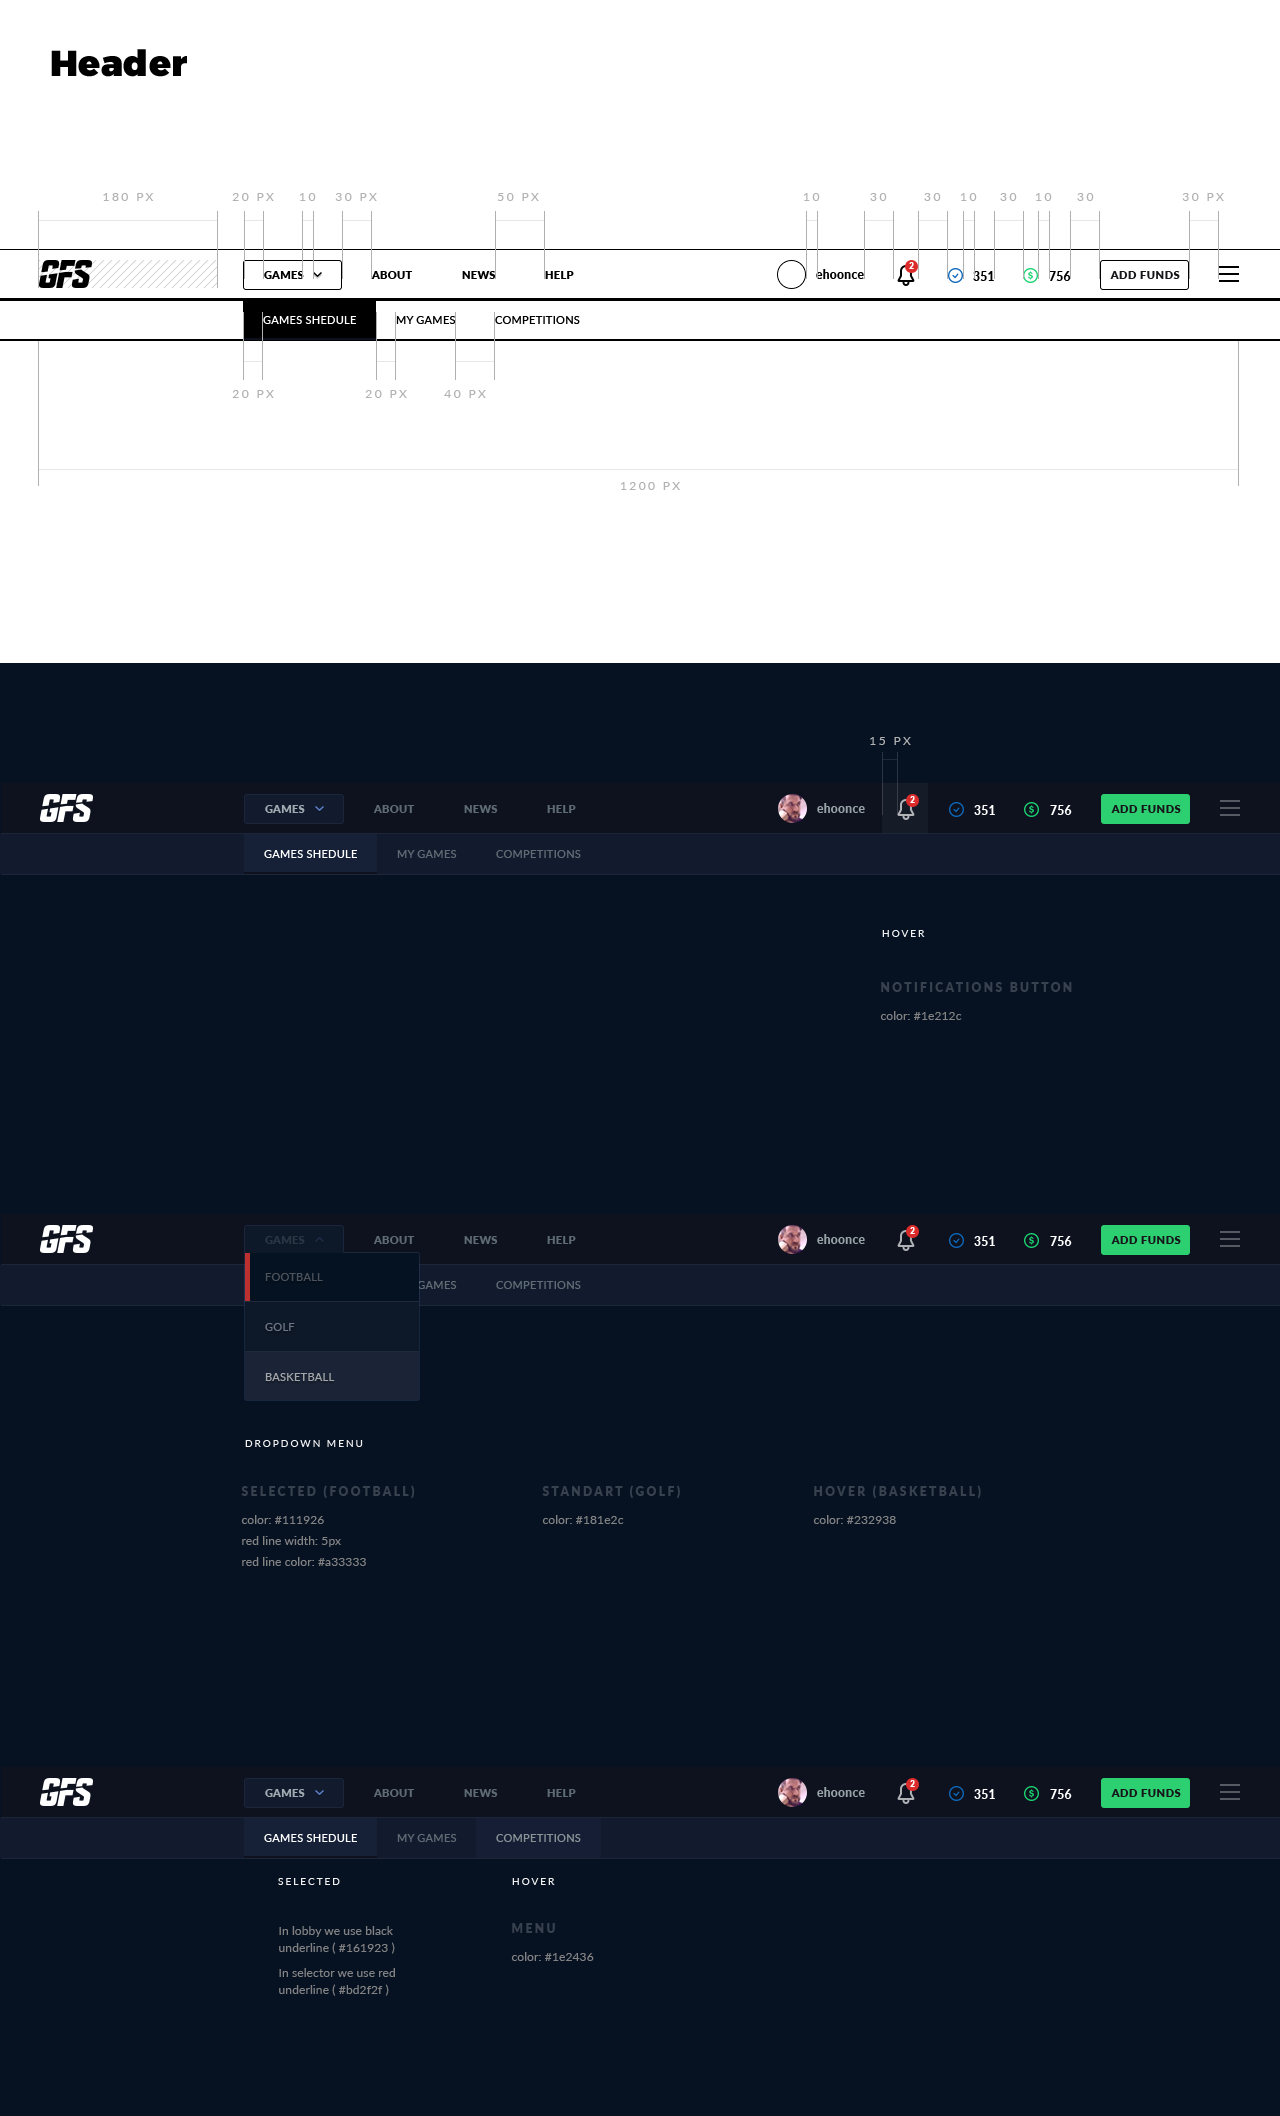 Header
180 PX 20 PX 10 30 PX 50 PX 10 30 30 10 30 10 30 30 PX
GFS GAMES ABOUT NEWS HELP ehoonce 2 351 756 ADD FUNDS
GAMES SHEDULE MY GAMES COMPETITIONS
20 PX 20 PX 40 PX
1200 PX
15 PX
GFS GAMES ABOUT NEWS HELP ehoonce 2 351 756 ADD FUNDS
GAMES SHEDULE MY GAMES COMPETITIONS
HOVER
NOTIFICATIONS BUTTON
color: #1e212c
GFS GAMES ABOUT NEWS HELP ehoonce 2 351 756 ADD FUNDS
FOOTBALL GAMES COMPETITIONS
GOLF
BASKETBALL
DROPDOWN MENU
SELECTED (FOOTBALL) STANDART (GOLF) HOVER (BASKETBALL)
color: #111926 color: #181e2c color: #232938
red line width: 5px
red line color: #a33333
GFS GAMES ABOUT NEWS HELP ehoonce 2 351 756 ADD FUNDS
GAMES SHEDULE MY GAMES COMPETITIONS
SELECTED HOVER
In lobby we use black
underline ( #161923 )
In selector we use red
underline ( #bd2f2f )
MENU
color: #1e2436